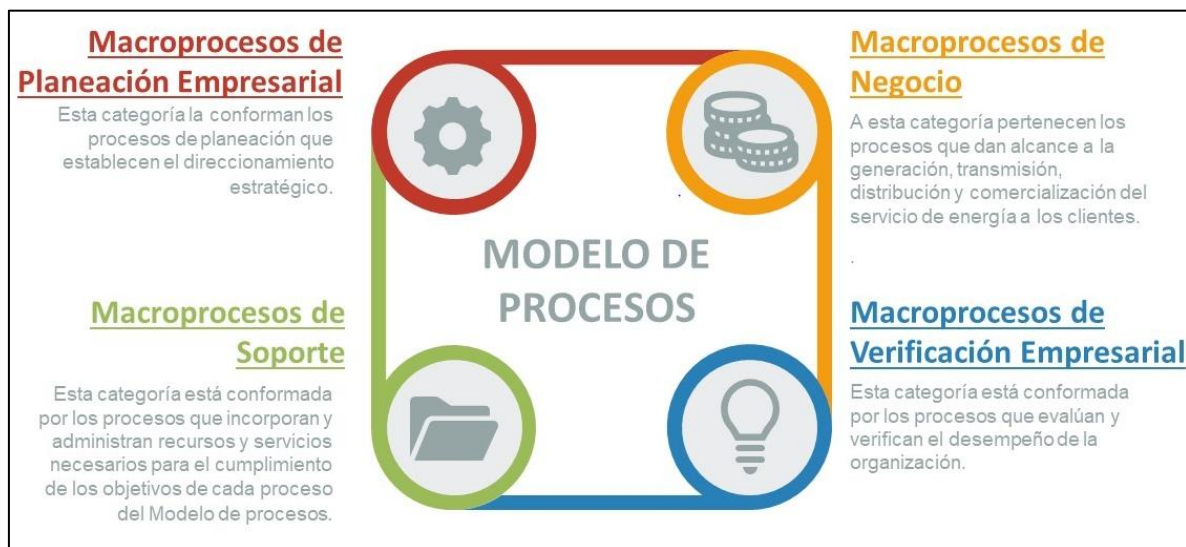 Macroprocesos de
Planeación Empresarial
Esta categoría la conforman los
procesos de planeación que
establecen el direccionamiento
estratégico.
Macroprocesos de
Negocio
A esta categoría pertenecen los
procesos que dan alcance a la
generación, transmisión,
distribución y comercialización del
servicio de energía a los clientes.
.
MODELO DE
PROCESOS
Macroprocesos de
Soporte
Esta categoría está conformada
por los procesos que incorporan y
administran recursos y servicios
necesarios para el cumplimiento
de los objetivos de cada proceso
del Modelo de procesos.
Macroprocesos de
Verificación Empresarial
Esta categoría está conformada
por los procesos que evalúan y
verifican el desempeño de la
organización.